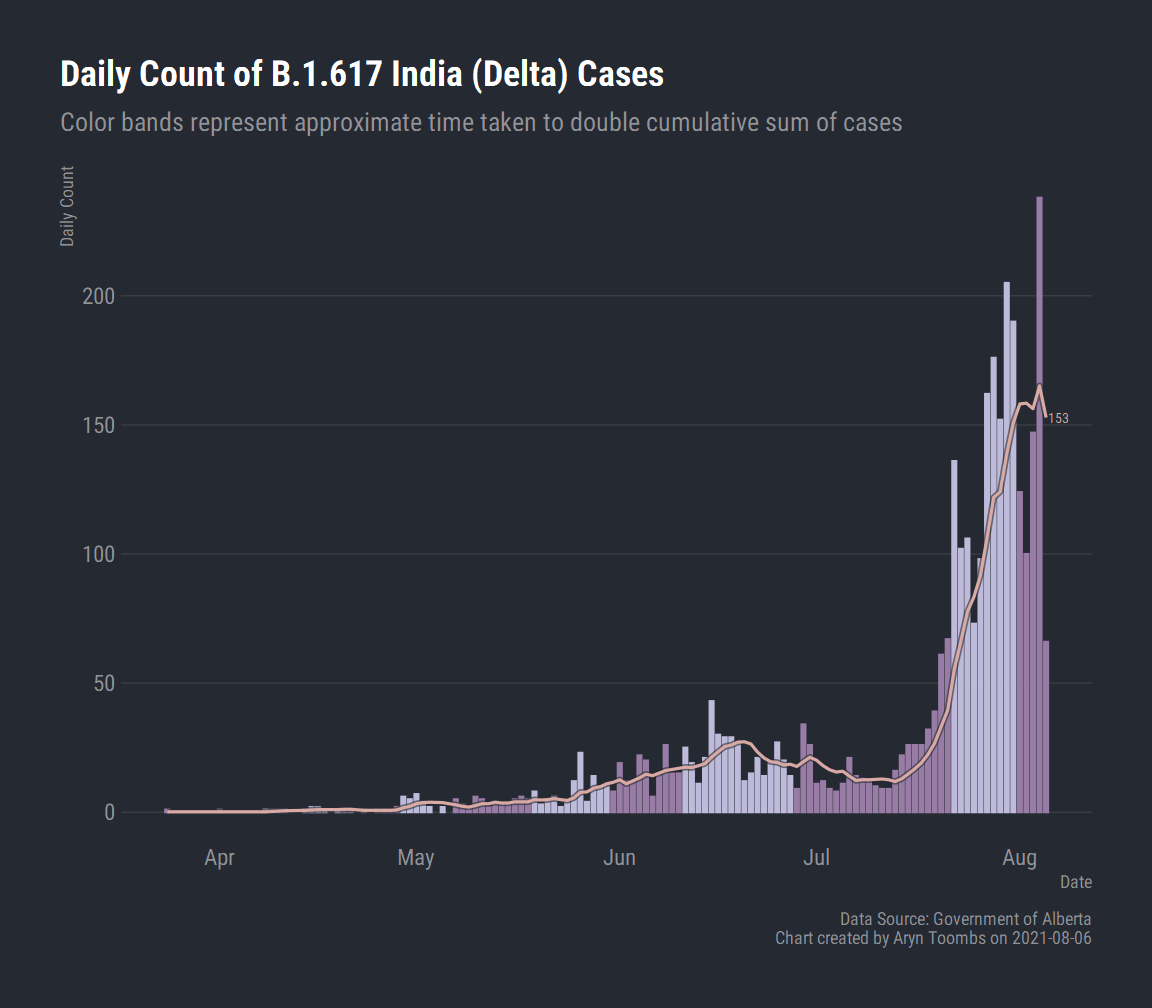 Daily Count of B.1.617 India (Delta) Cases
Color bands represent approximate time taken to double cumulative sum of cases
Daily Count
200
150
153
100
50
0
Apr May Jun Jul Aug
Date
Data Source: Government of Alberta
Chart created by Aryn Toombs on 2021-08-06